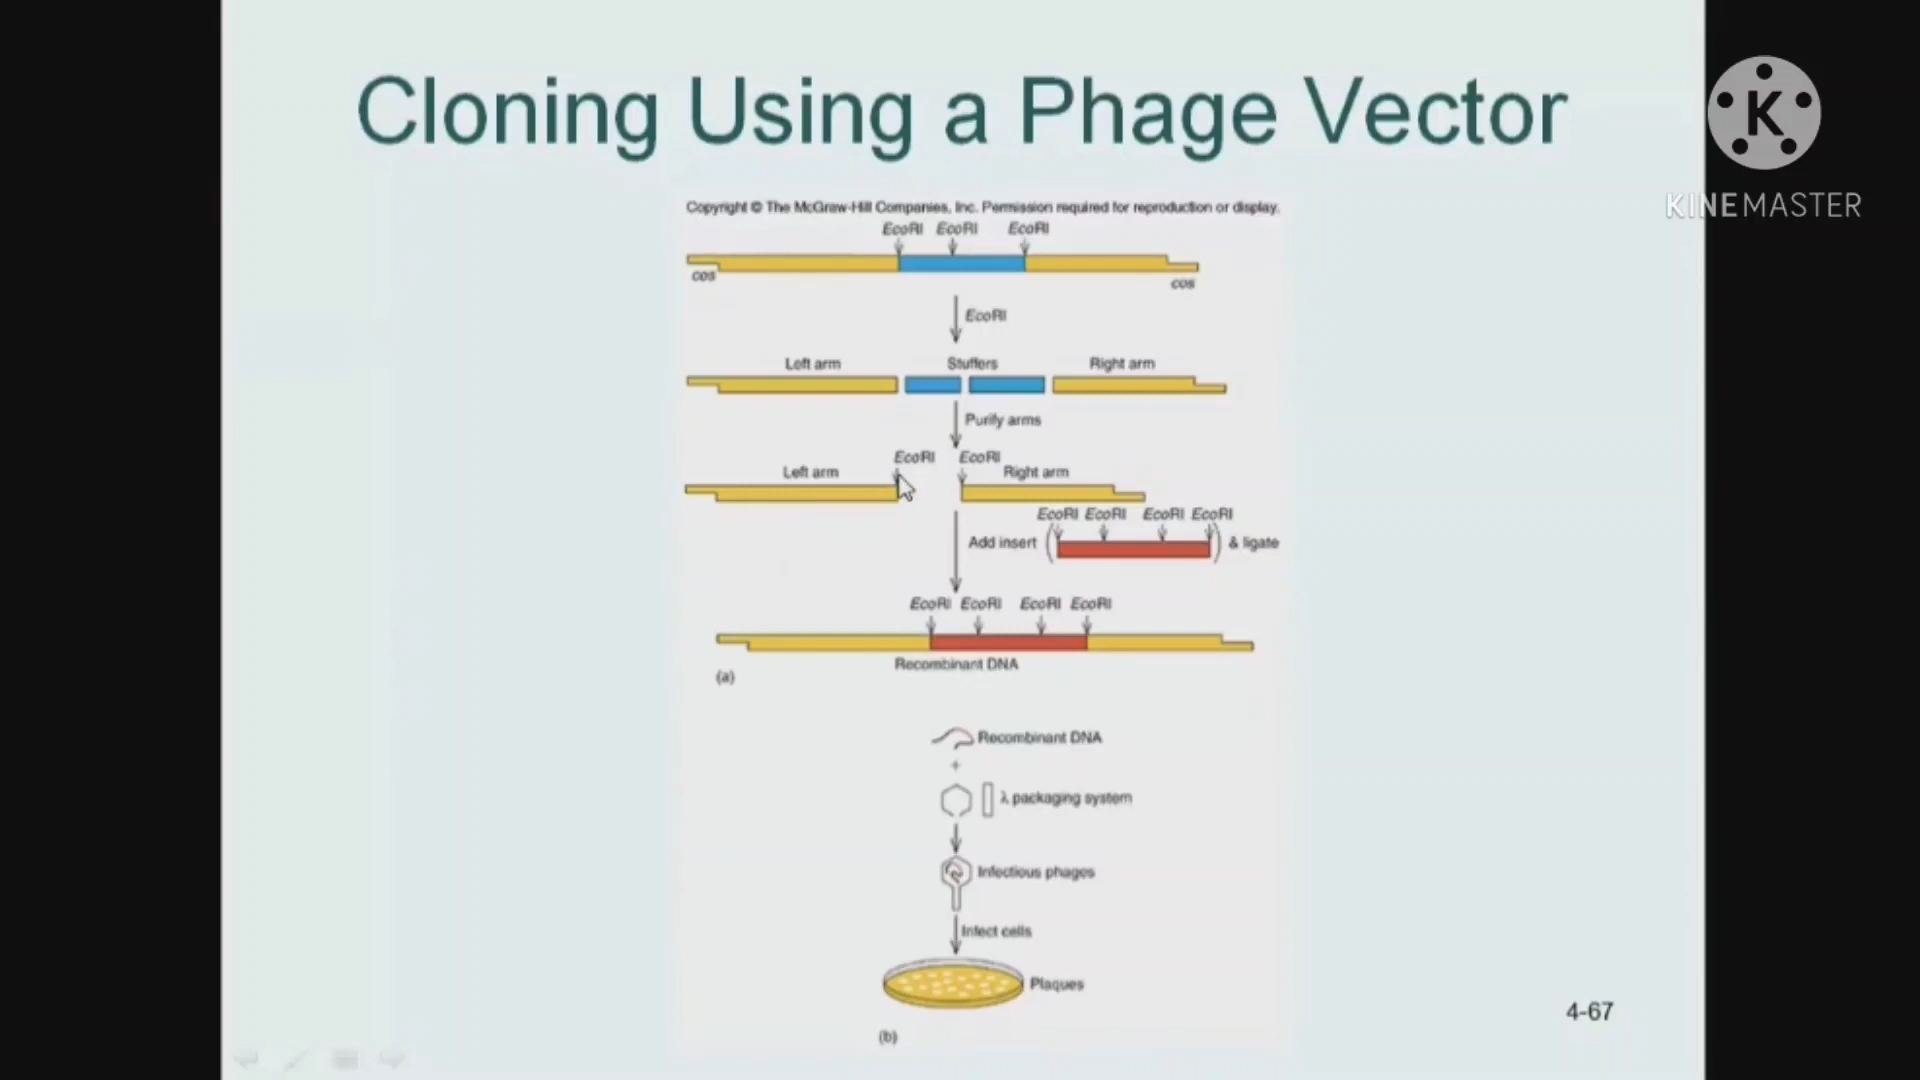 Cloning Using a Phage Vector
K
KINEMASTER
Copyright © The McGraw-Hill Companies, Inc. Permission required for reproduction or display.
EcoRI EcoRI EcoRI
cos
cos
EcoRI
Left arm Stuffers Right arm
Purify arms
EcoRI EcoRI
Left arm Right arm
EcoRI EcoRI EcoRI EcoRI
Add insert ( ) & ligate
EcoRI EcoRI EcoRI EcoRI
Recombinant DNA
(a)
Recombinant DNA
+
λ packaging system
Infectious phages
Infect cells
Plaques
4-67
(b)